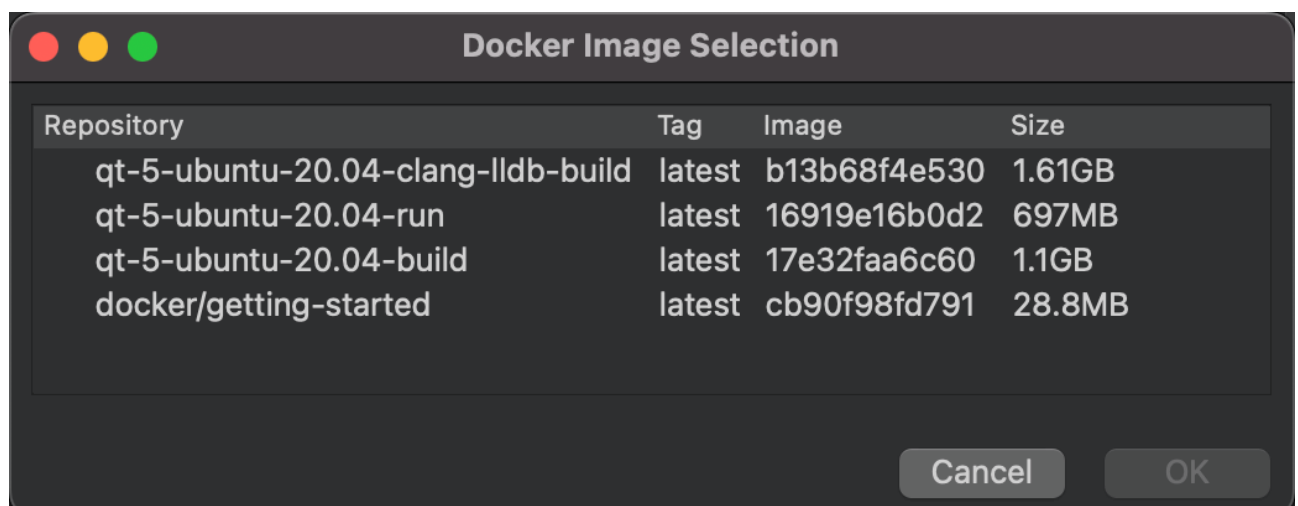 Docker Image Selection
Repository Tag Image Size
qt-5-ubuntu-20.04-clang-lldb-build latest b13b68f4e530 1.61GB
qt-5-ubuntu-20.04-run latest 16919e16b0d2 697MB
qt-5-ubuntu-20.04-build latest 17e32faa6c60 1.1GB
docker/getting-started latest cb90f98fd791 28.8MB
Cancel OK